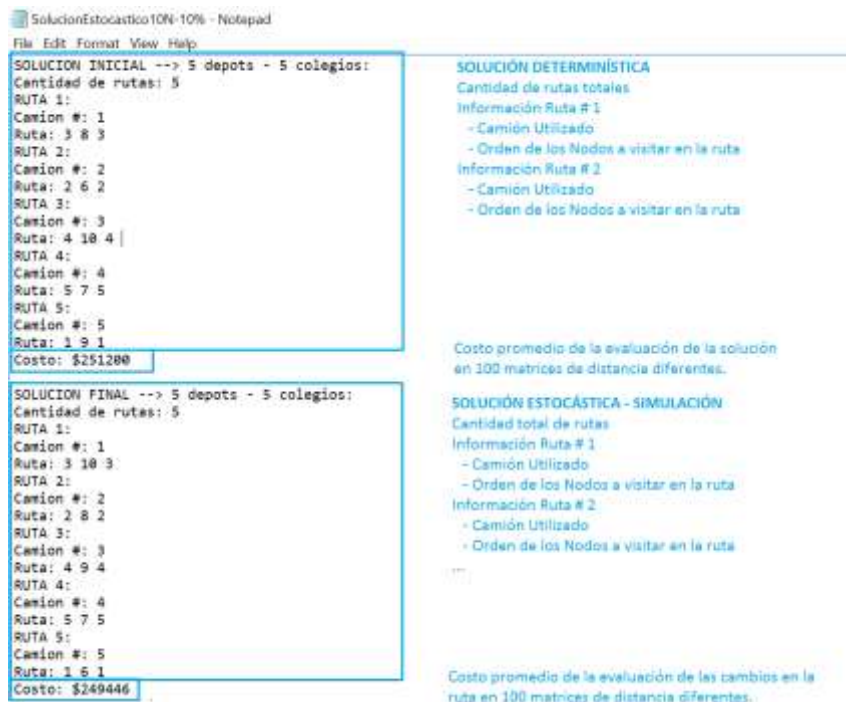 SolucionEstocastico10N-10% - Notepad
File Edit Format View Help
SOLUCION INICIAL --> 5 depots - 5 colegios:
Cantidad de rutas: 5
RUTA 1:
Camion #: 1
Ruta: 3 8 3
RUTA 2:
Camion #: 2
Ruta: 2 6 2
RUTA 3:
Camion #: 3
Ruta: 4 10 4
RUTA 4:
Camion #: 4
Ruta: 5 7 5
RUTA 5:
Camion #: 5
Ruta: 1 9 1
Costo: $251200
SOLUCIÓN DETERMINÍSTICA
Cantidad de rutas totales
Información Ruta # 1
- Camión Utilizado
- Orden de los Nodos a visitar en la ruta
Información Ruta # 2
- Camión Utilizado
- Orden de los Nodos a visitar en la ruta
Costo promedio de la evaluación de la solución
en 100 matrices de distancia diferentes.
SOLUCION FINAL --> 5 depots - 5 colegios:
Cantidad de rutas: 5
RUTA 1:
Camion #: 1
Ruta: 3 10 3
RUTA 2:
Camion #: 2
Ruta: 2 8 2
RUTA 3:
Camion #: 3
Ruta: 4 9 4
RUTA 4:
Camion #: 4
Ruta: 5 7 5
RUTA 5:
Camion #: 5
Ruta: 1 6 1
Costo: $249446
SOLUCIÓN ESTOCÁSTICA - SIMULACIÓN
Cantidad total de rutas
Información Ruta # 1
- Camión Utilizado
- Orden de los Nodos a visitar en la ruta
Información Ruta # 2
- Camión Utilizado
- Orden de los Nodos a visitar en la ruta
...
Costo promedio de la evaluación de las cambios en la
ruta en 100 matrices de distancia diferentes.